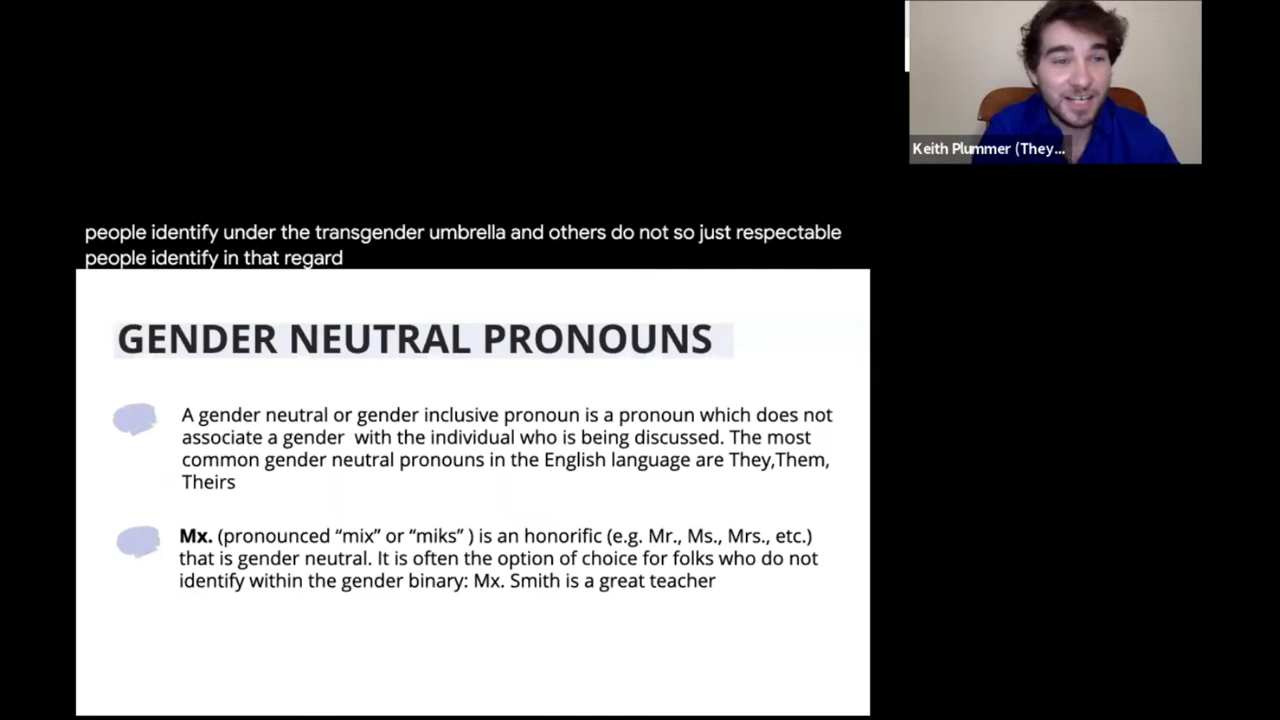 Keith Plummer (They...
people identify under the transgender umbrella and others do not so just respectable
people identify in that regard
GENDER NEUTRAL PRONOUNS
A gender neutral or gender inclusive pronoun is a pronoun which does not
associate a gender with the individual who is being discussed. The most
common gender neutral pronouns in the English language are They,Them,
Theirs
Mx. (pronounced “mix” or “miks” ) is an honorific (e.g. Mr., Ms., Mrs., etc.)
that is gender neutral. It is often the option of choice for folks who do not
identify within the gender binary: Mx. Smith is a great teacher